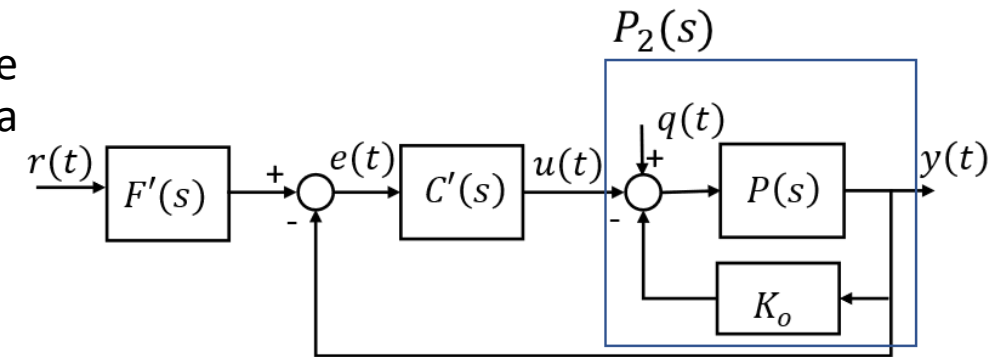 P₂(s)
e
a
r(t)
F′(s)
+
-
e(t)
C′(s)
u(t)
q(t)
+
-
P(s)
y(t)
Kₒ